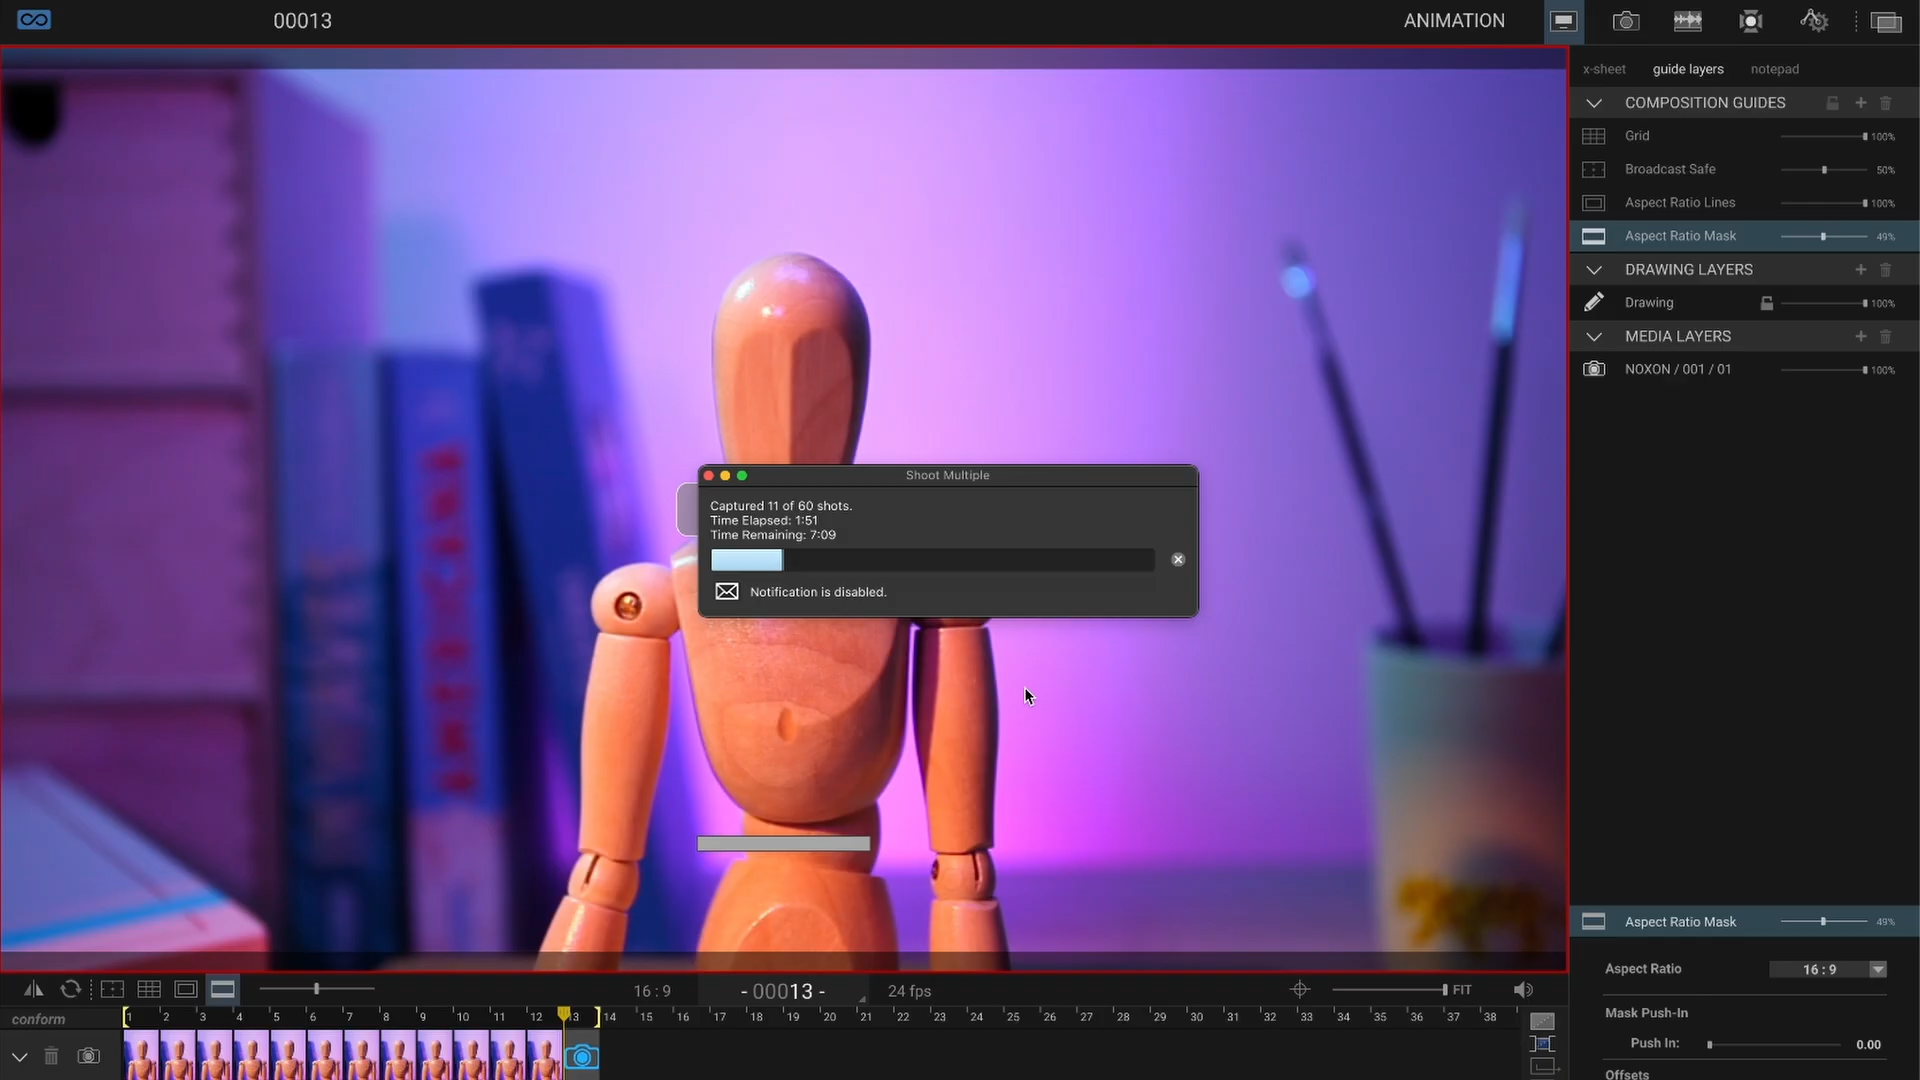 00013
ANIMATION
x-sheet guide layers notepad
COMPOSITION GUIDES
Grid 100%
Broadcast Safe 50%
Aspect Ratio Lines 100%
Aspect Ratio Mask 49%
DRAWING LAYERS
Drawing 100%
MEDIA LAYERS
NOXON / 001 / 01 100%
Shoot Multiple
Captured 11 of 60 shots.
Time Elapsed: 1:51
Time Remaining: 7:09
Notification is disabled.
Aspect Ratio Mask 49%
Aspect Ratio 16 : 9
Mask Push-In
Push In: 0.00
Offsets
16 : 9 - 00013 - 24 fps FIT
conform 1 2 3 4 5 6 7 8 9 10 11 12 13 14 15 16 17 18 19 20 21 22 23 24 25 26 27 28 29 30 31 32 33 34 35 36 37 38